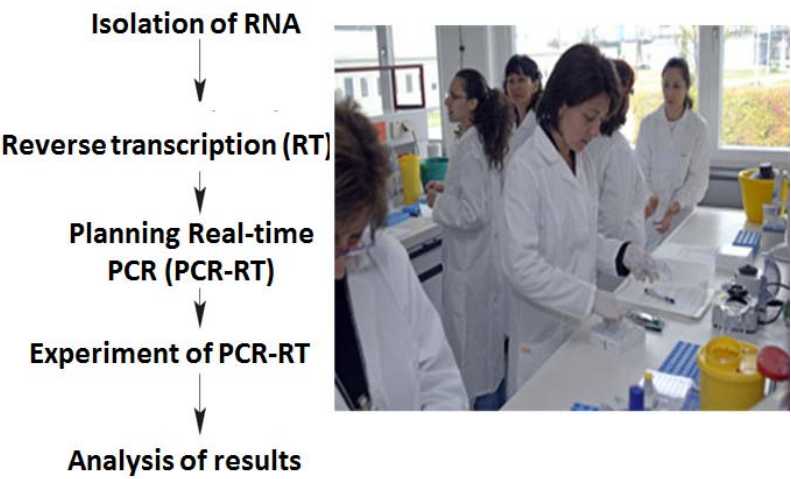 Isolation of RNA
Reverse transcription (RT)
Planning Real-time
PCR (PCR-RT)
Experiment of PCR-RT
Analysis of results